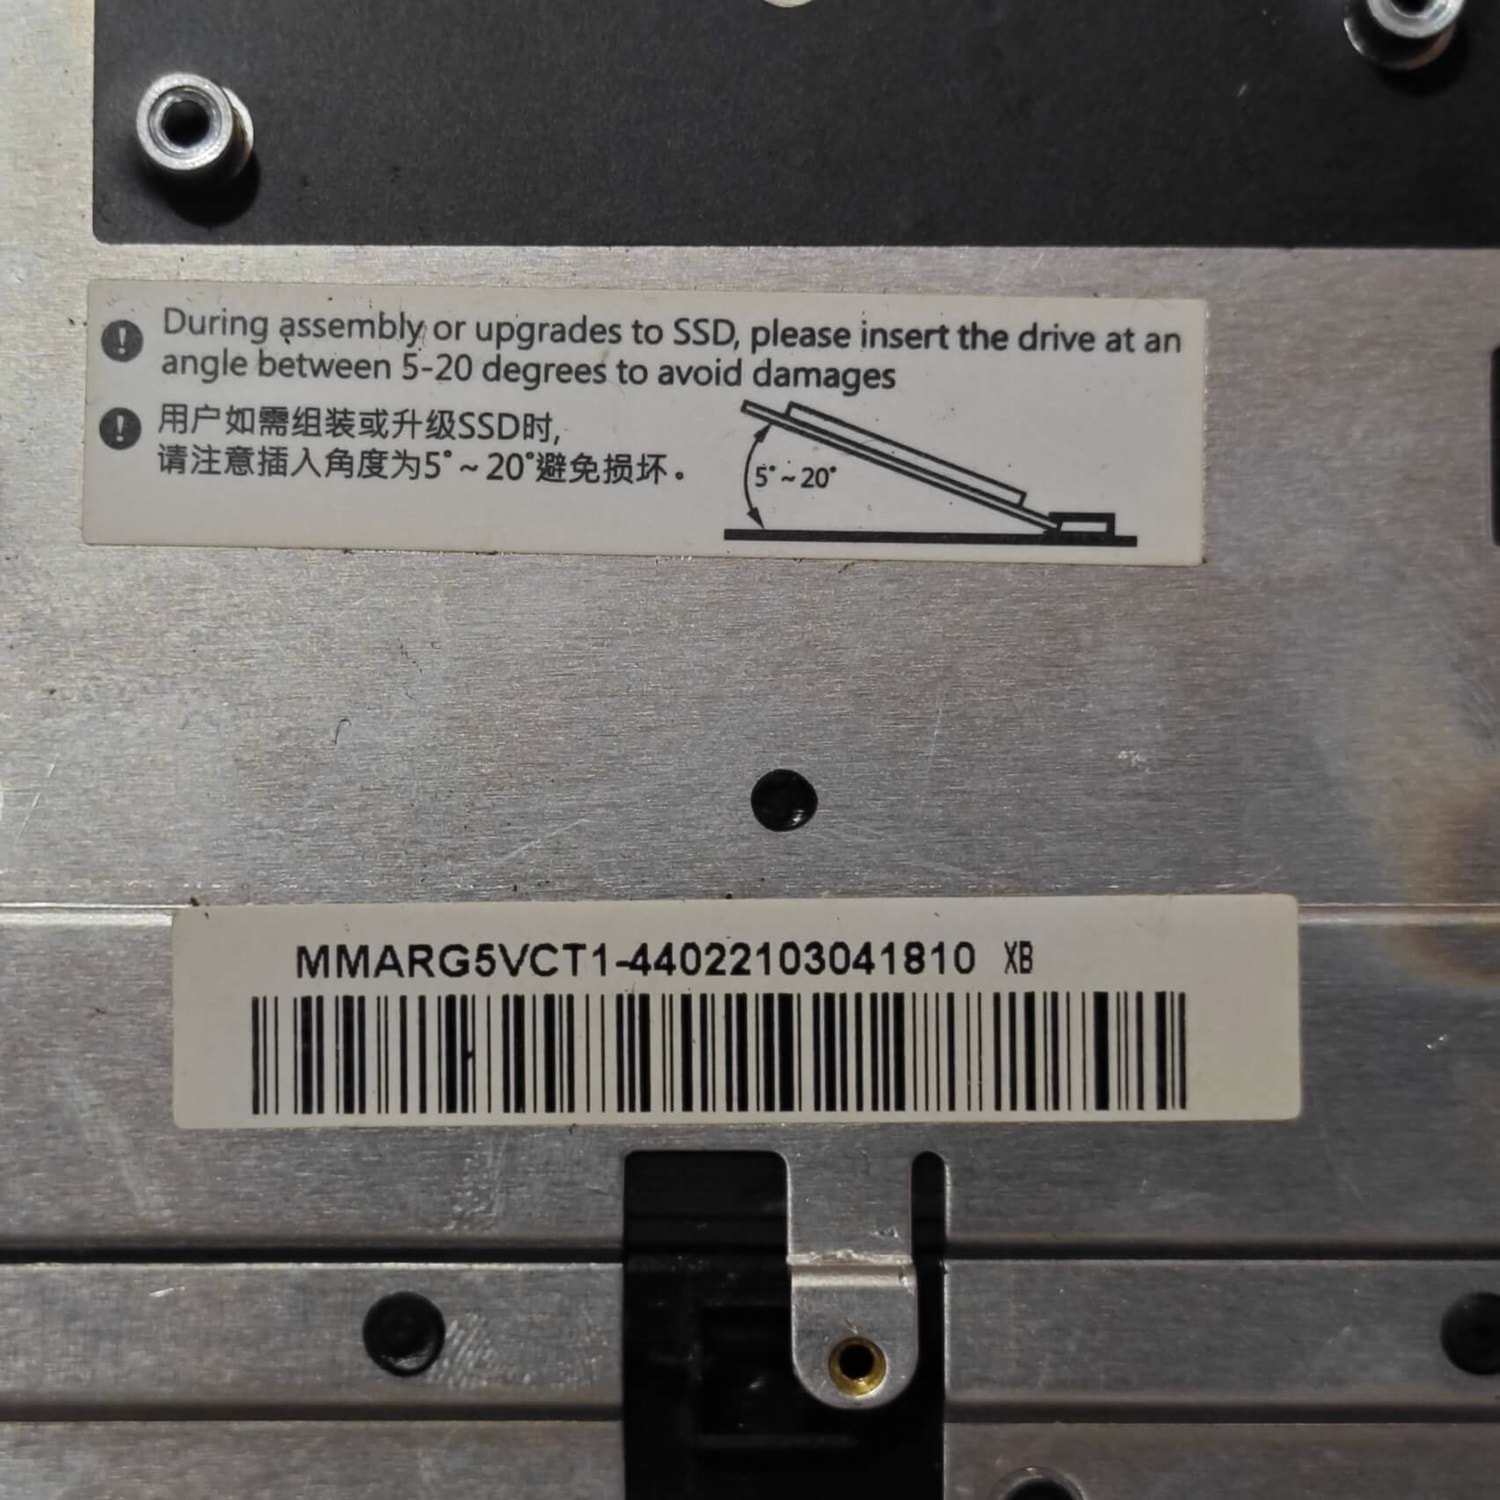 During assembly or upgrades to SSD, please insert the drive at an
angle between 5-20 degrees to avoid damages
用户如需组装或升级SSD时,
请注意插入角度为5°~20°避免损坏。
5°~20°
MMARG5VCT1-44022103041810 XB